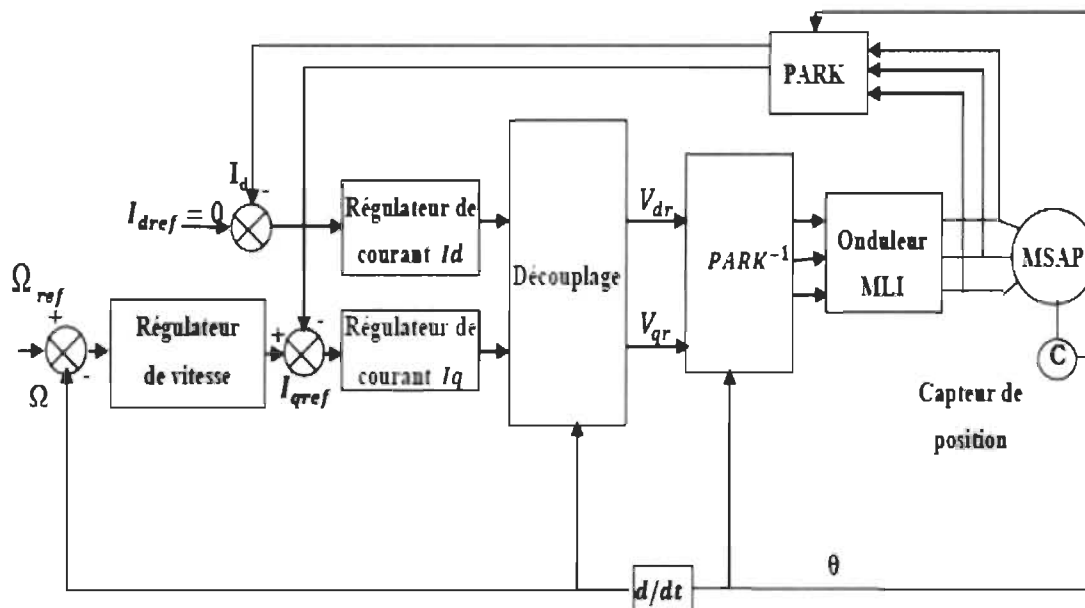 PARK
I_d
-
I_dref = 0
Régulateur de
courant Id
Découplage
V_dr
PARK⁻¹
Onduleur
MLI
MSAP
Ω_ref
+
-
Ω
Régulateur
de vitesse
+
-
I_qref
Régulateur de
courant Iq
V_qr
C
Capteur de
position
d/dt
θ